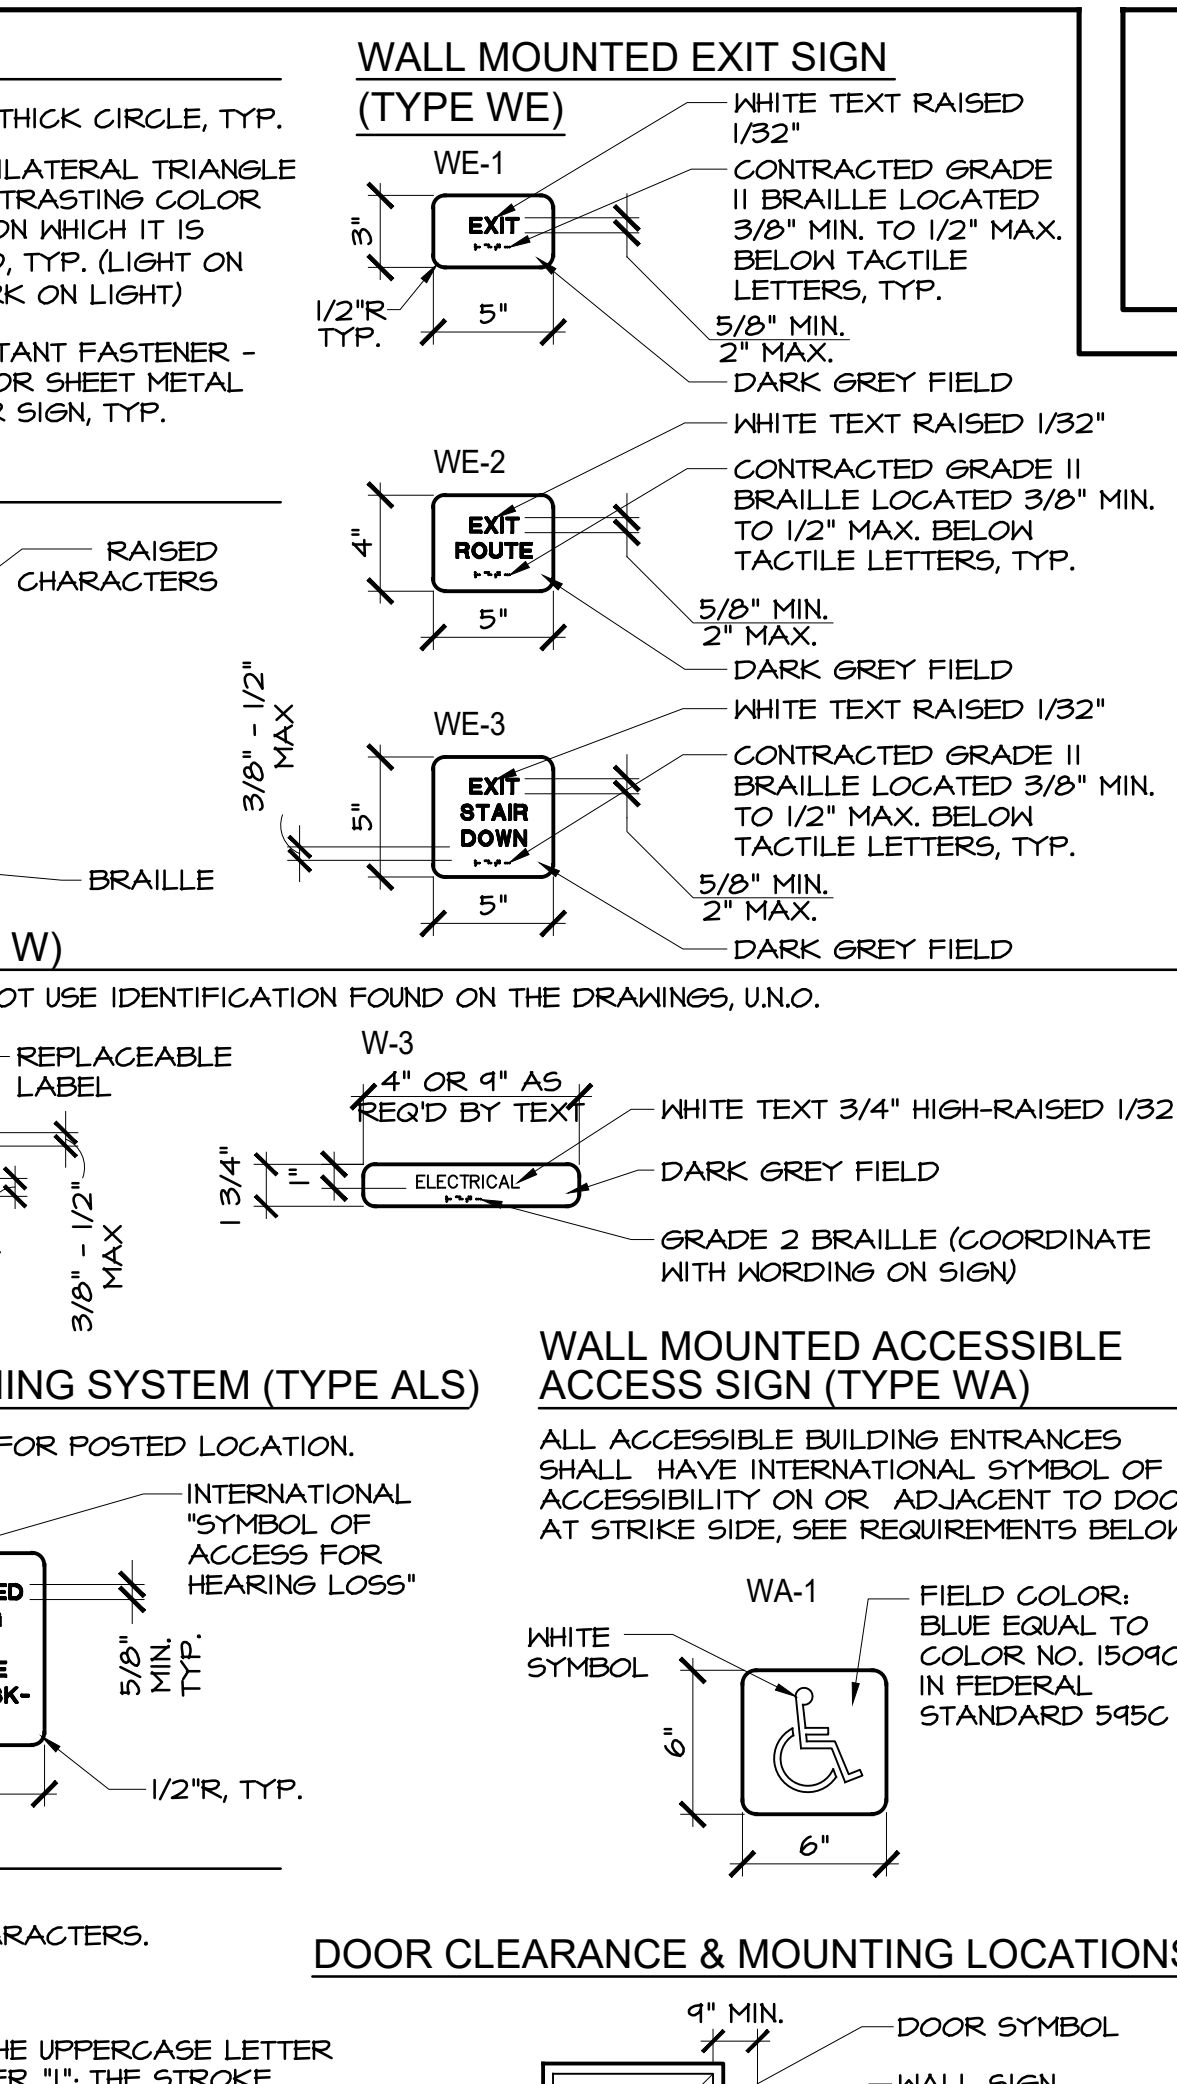 THICK CIRCLE, TYP.
ILATERAL TRIANGLE
TRASTING COLOR
ON WHICH IT IS
D, TYP. (LIGHT ON
RK ON LIGHT)
TANT FASTENER -
OR SHEET METAL
R SIGN, TYP.
RAISED
CHARACTERS
BRAILLE
WALL MOUNTED EXIT SIGN
(TYPE WE)
WE-1
EXIT
3"
5"
1/2"R
TYP.
WHITE TEXT RAISED
1/32"
CONTRACTED GRADE
II BRAILLE LOCATED
3/8" MIN. TO 1/2" MAX.
BELOW TACTILE
LETTERS, TYP.
5/8" MIN.
2" MAX.
DARK GREY FIELD
WE-2
EXIT
ROUTE
4"
5"
WHITE TEXT RAISED 1/32"
CONTRACTED GRADE II
BRAILLE LOCATED 3/8" MIN.
TO 1/2" MAX. BELOW
TACTILE LETTERS, TYP.
5/8" MIN.
2" MAX.
DARK GREY FIELD
WE-3
EXIT
STAIR
DOWN
3/8" - 1/2"
MAX
5"
5"
WHITE TEXT RAISED 1/32"
CONTRACTED GRADE II
BRAILLE LOCATED 3/8" MIN.
TO 1/2" MAX. BELOW
TACTILE LETTERS, TYP.
5/8" MIN.
2" MAX.
DARK GREY FIELD
W)
OT USE IDENTIFICATION FOUND ON THE DRAWINGS, U.N.O.
REPLACEABLE
LABEL
3/8" - 1/2"
MAX
W-3
4" OR 9" AS
REQ'D BY TEXT
1 3/4"
1"
ELECTRICAL
WHITE TEXT 3/4" HIGH-RAISED 1/32
DARK GREY FIELD
GRADE 2 BRAILLE (COORDINATE
WITH WORDING ON SIGN)
NING SYSTEM (TYPE ALS)
FOR POSTED LOCATION.
INTERNATIONAL
"SYMBOL OF
ACCESS FOR
HEARING LOSS"
ED
E
SK-
5/8"
MIN.
TYP.
1/2"R, TYP.
WALL MOUNTED ACCESSIBLE
ACCESS SIGN (TYPE WA)
ALL ACCESSIBLE BUILDING ENTRANCES
SHALL HAVE INTERNATIONAL SYMBOL OF
ACCESSIBILITY ON OR ADJACENT TO DOO
AT STRIKE SIDE, SEE REQUIREMENTS BELOW
WA-1
WHITE
SYMBOL
FIELD COLOR:
BLUE EQUAL TO
COLOR NO. 15090
IN FEDERAL
STANDARD 595C
6"
6"
ARACTERS.
HE UPPERCASE LETTER
ER "I"; THE STROKE
DOOR CLEARANCE & MOUNTING LOCATIONS
9" MIN.
DOOR SYMBOL
WALL SIGN